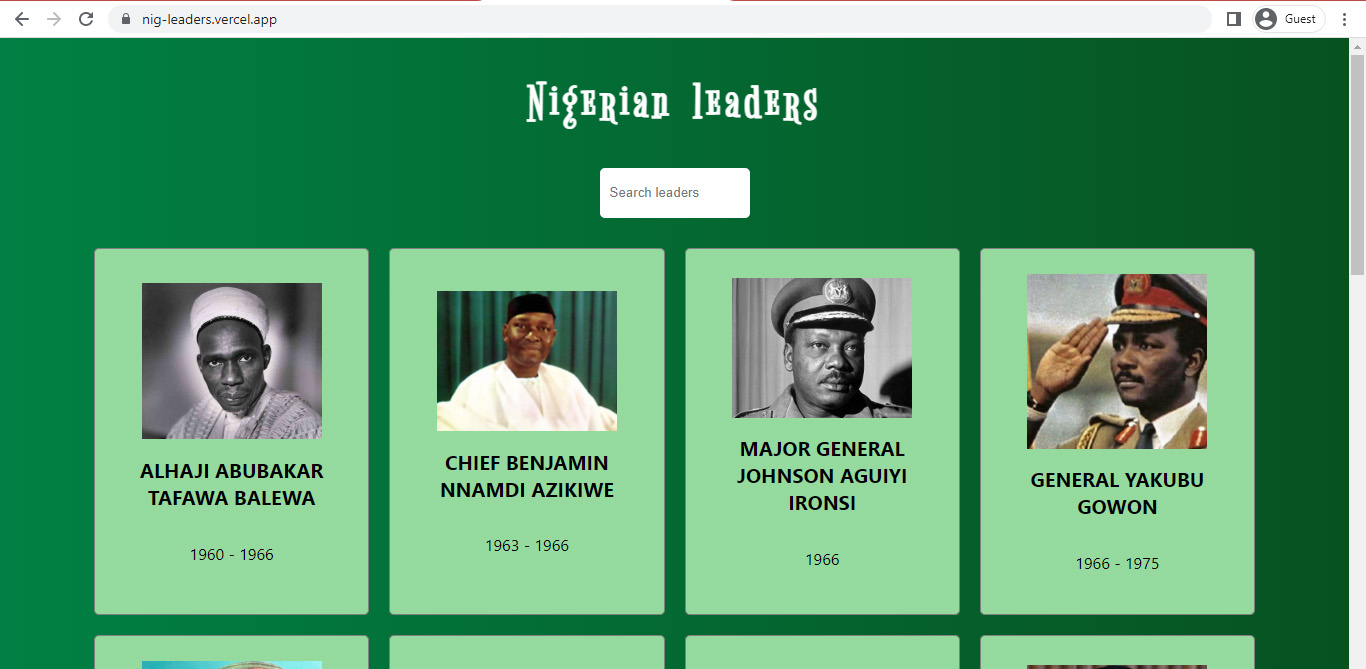 nig-leaders.vercel.app
Guest
Nigerian leaders
Search leaders
ALHAJI ABUBAKAR
TAFAWA BALEWA
1960 - 1966
CHIEF BENJAMIN
NNAMDI AZIKIWE
1963 - 1966
MAJOR GENERAL
JOHNSON AGUIYI
IRONSI
1966
GENERAL YAKUBU
GOWON
1966 - 1975